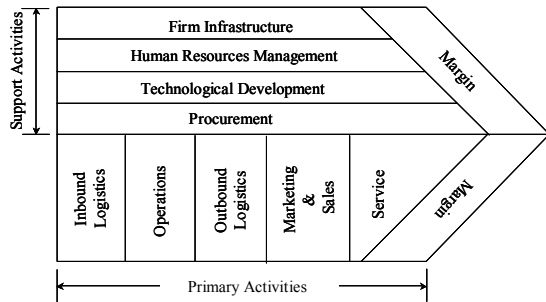 Support Activities
Firm Infrastructure
Human Resources Management
Technological Development
Procurement
Margin
Inbound
Logistics
Operations
Outbound
Logistics
Marketing
&
Sales
Service
Margin
Primary Activities